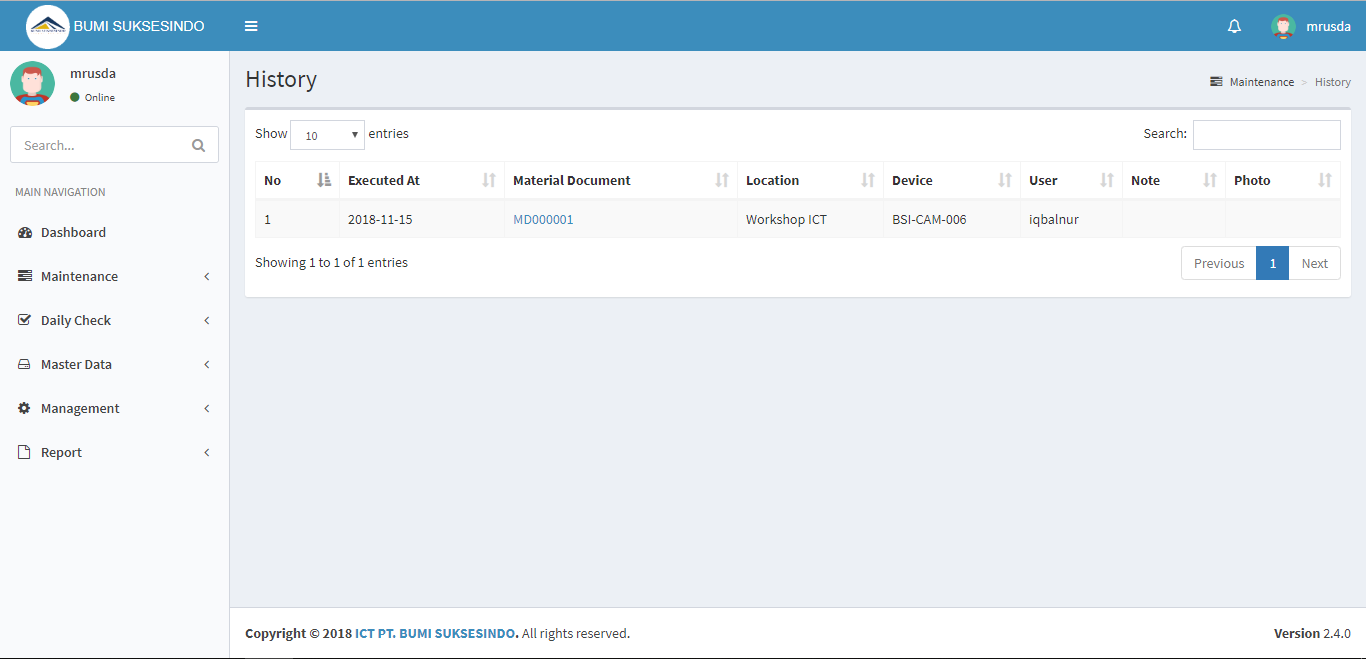 BUMI SUKSESINDO
mrusda
mrusda
Online
Search...
MAIN NAVIGATION
Dashboard
Maintenance
Daily Check
Master Data
Management
Report
History
Maintenance > History
Show 10 entries
Search:
No Executed At Material Document Location Device User Note Photo
1 2018-11-15 MD000001 Workshop ICT BSI-CAM-006 iqbalnur
Showing 1 to 1 of 1 entries
Previous 1 Next
Copyright © 2018 ICT PT. BUMI SUKSESINDO. All rights reserved.
Version 2.4.0